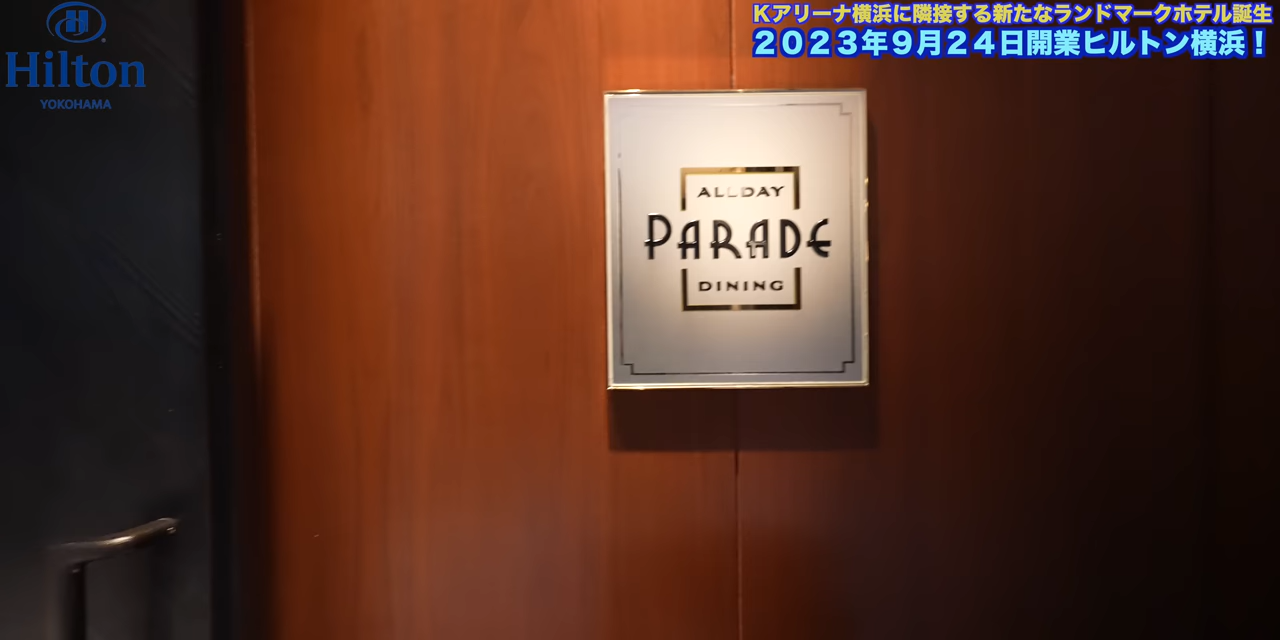 Hilton
YOKOHAMA
Kアリーナ横浜に隣接する新たなランドマークホテル誕生
２０２３年９月２４日開業ヒルトン横浜！
ALLDAY
PARADE
DINING